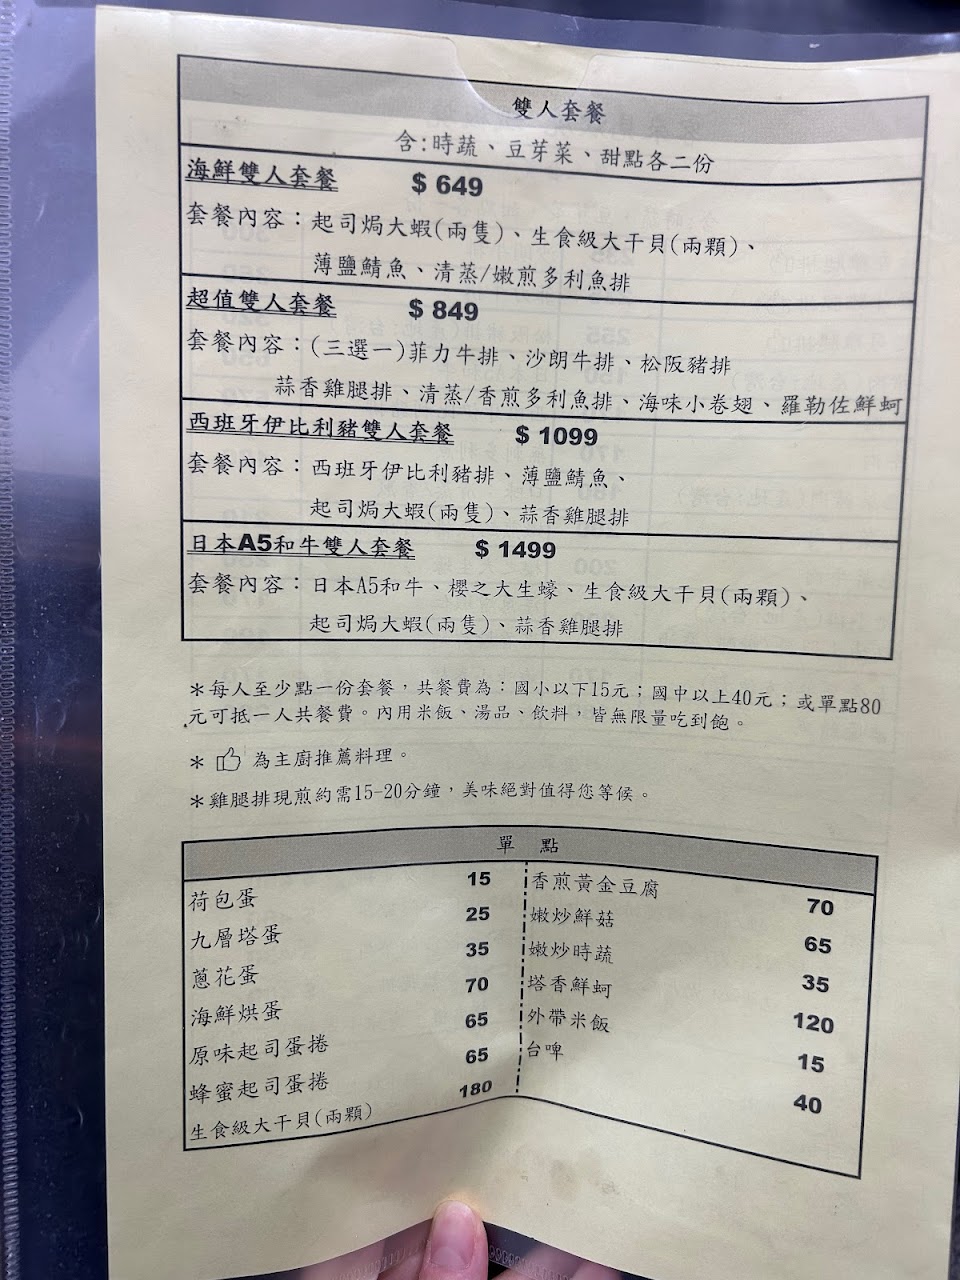 雙人套餐
含:時蔬、豆芽菜、甜點各二份
海鮮雙人套餐 $ 649
套餐內容：起司焗大蝦(兩隻)、生食級大干貝(兩顆)、
薄鹽鯖魚、清蒸/嫩煎多利魚排
超值雙人套餐 $ 849
套餐內容：(三選一)菲力牛排、沙朗牛排、松阪豬排
蒜香雞腿排、清蒸/香煎多利魚排、海味小卷翅、羅勒佐鮮蚵
西班牙伊比利豬雙人套餐 $ 1099
套餐內容：西班牙伊比利豬排、薄鹽鯖魚、
起司焗大蝦(兩隻)、蒜香雞腿排
日本A5和牛雙人套餐 $ 1499
套餐內容：日本A5和牛、櫻之大生蠔、生食級大干貝(兩顆)、
起司焗大蝦(兩隻)、蒜香雞腿排
＊每人至少點一份套餐，共餐費為：國小以下15元；國中以上40元；或單點80
元可抵一人共餐費。內用米飯、湯品、飲料，皆無限量吃到飽。
＊ 為主廚推薦料理。
＊雞腿排現煎約需15-20分鐘，美味絕對值得您等候。
單 點
荷包蛋 15
九層塔蛋 25
蔥花蛋 35
海鮮烘蛋 70
原味起司蛋捲 65
蜂蜜起司蛋捲 65
生食級大干貝(兩顆) 180
香煎黃金豆腐 70
嫩炒鮮菇 65
嫩炒時蔬 35
塔香鮮蚵 120
外帶米飯 15
台啤 40